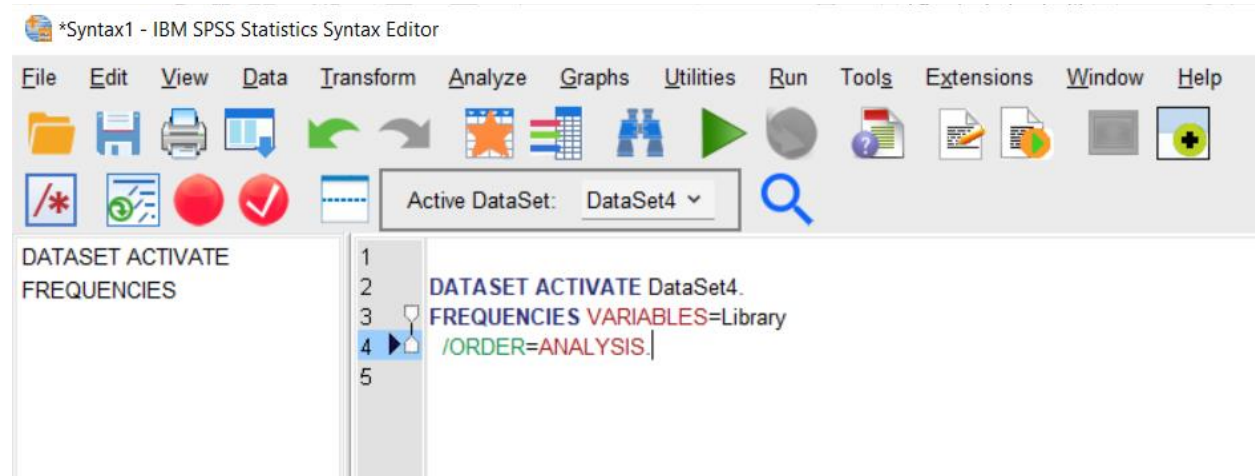 *Syntax1 - IBM SPSS Statistics Syntax Editor
File Edit View Data Transform Analyze Graphs Utilities Run Tools Extensions Window Help
/*
Active DataSet: DataSet4
DATASET ACTIVATE
FREQUENCIES
1
2 DATASET ACTIVATE DataSet4.
3 FREQUENCIES VARIABLES=Library
4 /ORDER=ANALYSIS.
5